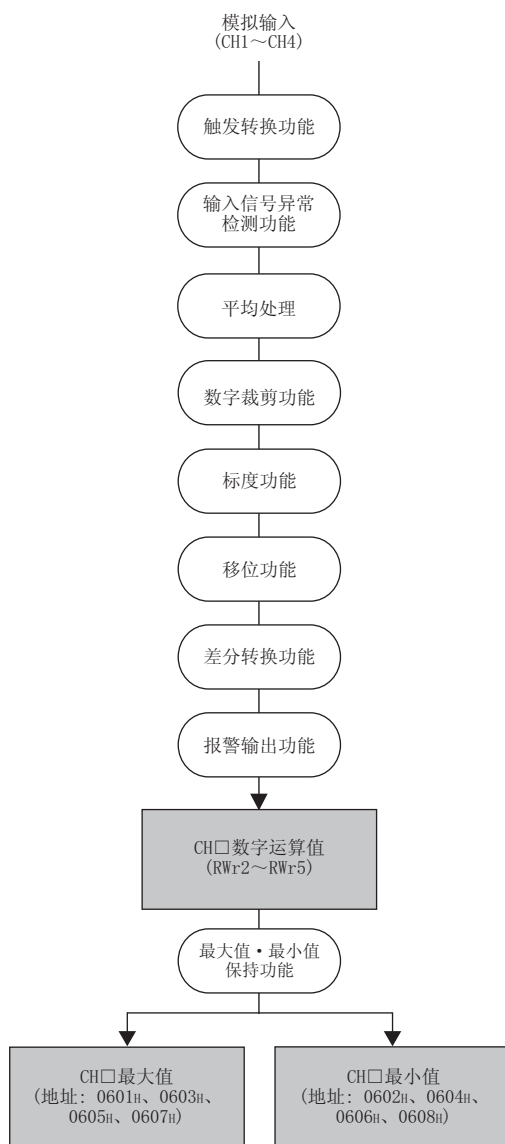 模拟输入
(CH1～CH4)
触发转换功能
输入信号异常
检测功能
平均处理
数字裁剪功能
标度功能
移位功能
差分转换功能
报警输出功能
CH□数字运算值
(RWr2～RWr5)
最大值・最小值
保持功能
CH□最大值
(地址: 0601H、0603H、
0605H、0607H)
CH□最小值
(地址: 0602H、0604H、
0606H、0608H)